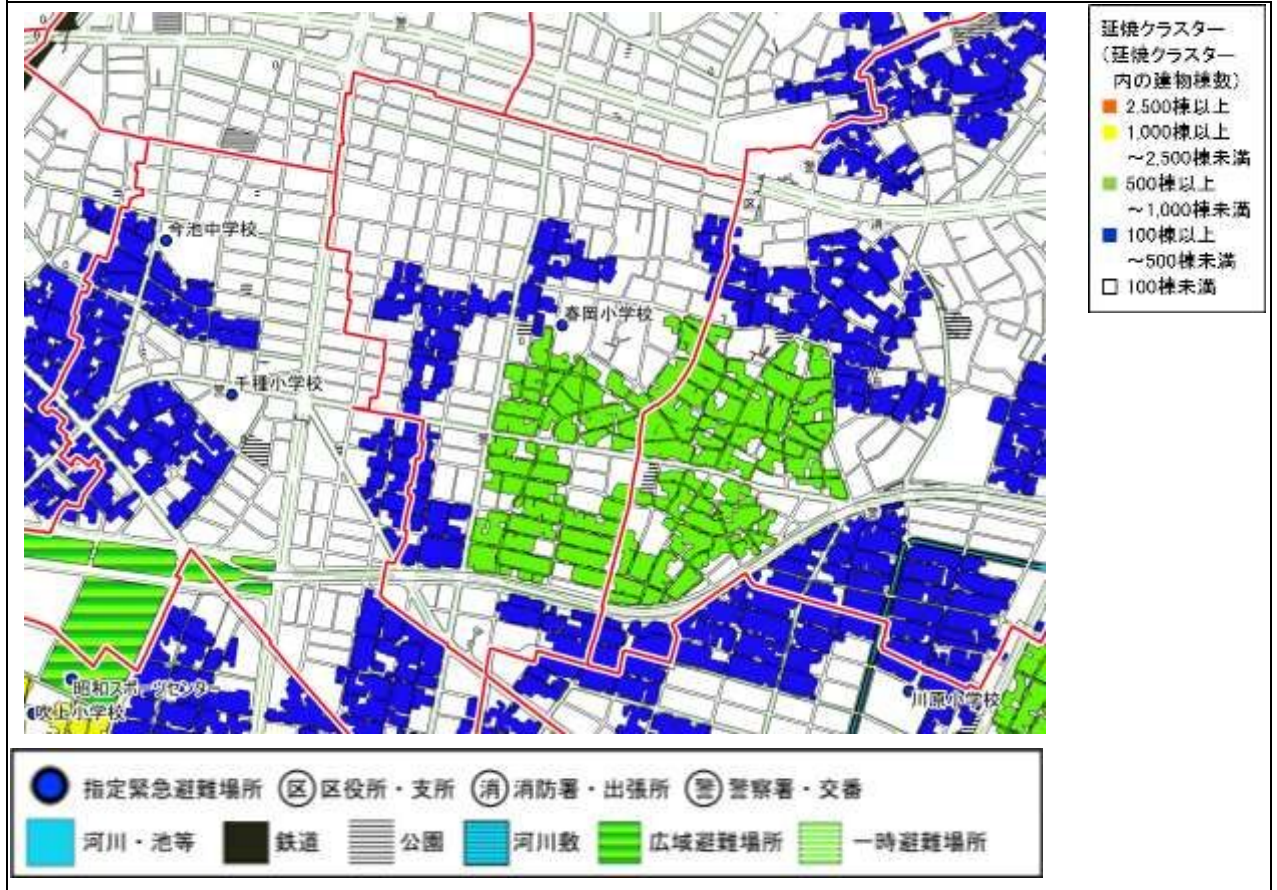 延焼クラスター
（延焼クラスター
内の建物棟数）
2,500棟以上
1,000棟以上
～2,500棟未満
500棟以上
～1,000棟未満
100棟以上
～500棟未満
100棟未満
区
消
今池中学校
春岡小学校
千種小学校
昭和スポーツセンター
吹上小学校
川原小学校
指定緊急避難場所 区 区役所・支所 消 消防署・出張所 警 警察署・交番
河川・池等 鉄道 公園 河川敷 広域避難場所 一時避難場所